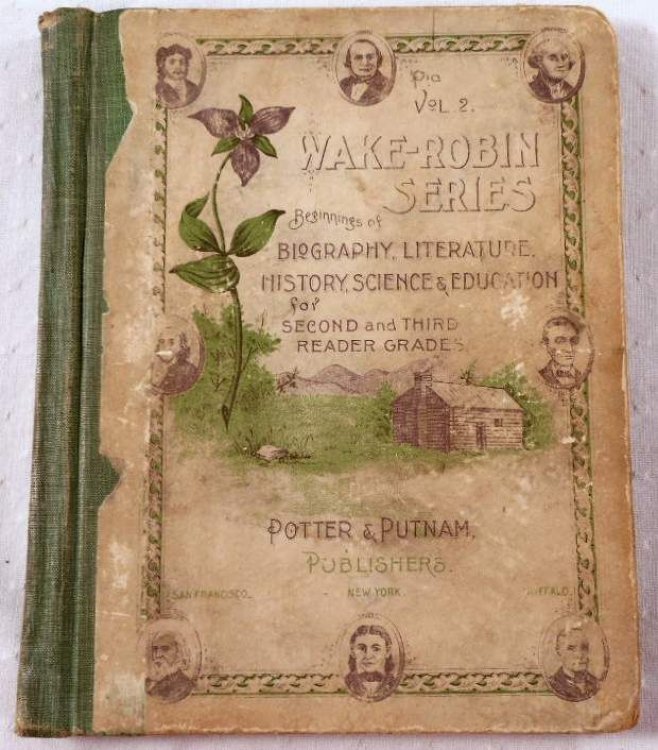 VOL 2.
WAKE-ROBIN
SERIES
Beginnings of
BIOGRAPHY, LITERATURE,
HISTORY, SCIENCE & EDUCATION
for
SECOND and THIRD
READER GRADES
POTTER & PUTNAM,
PUBLISHERS.
SAN FRANCISCO. NEW YORK. BUFFALO.